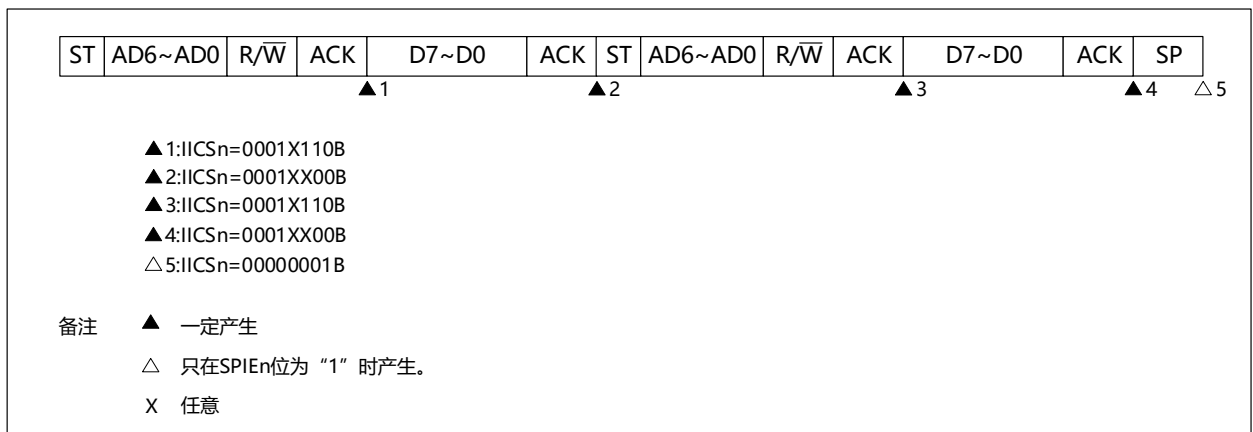 ST AD6~AD0 R/W̅ ACK D7~D0 ACK ST AD6~AD0 R/W̅ ACK D7~D0 ACK SP
▲1 ▲2 ▲3 ▲4 △5
▲1:IICSn=0001X110B
▲2:IICSn=0001XX00B
▲3:IICSn=0001X110B
▲4:IICSn=0001XX00B
△5:IICSn=00000001B
备注 ▲ 一定产生
△ 只在SPIEn位为“1”时产生。
X 任意